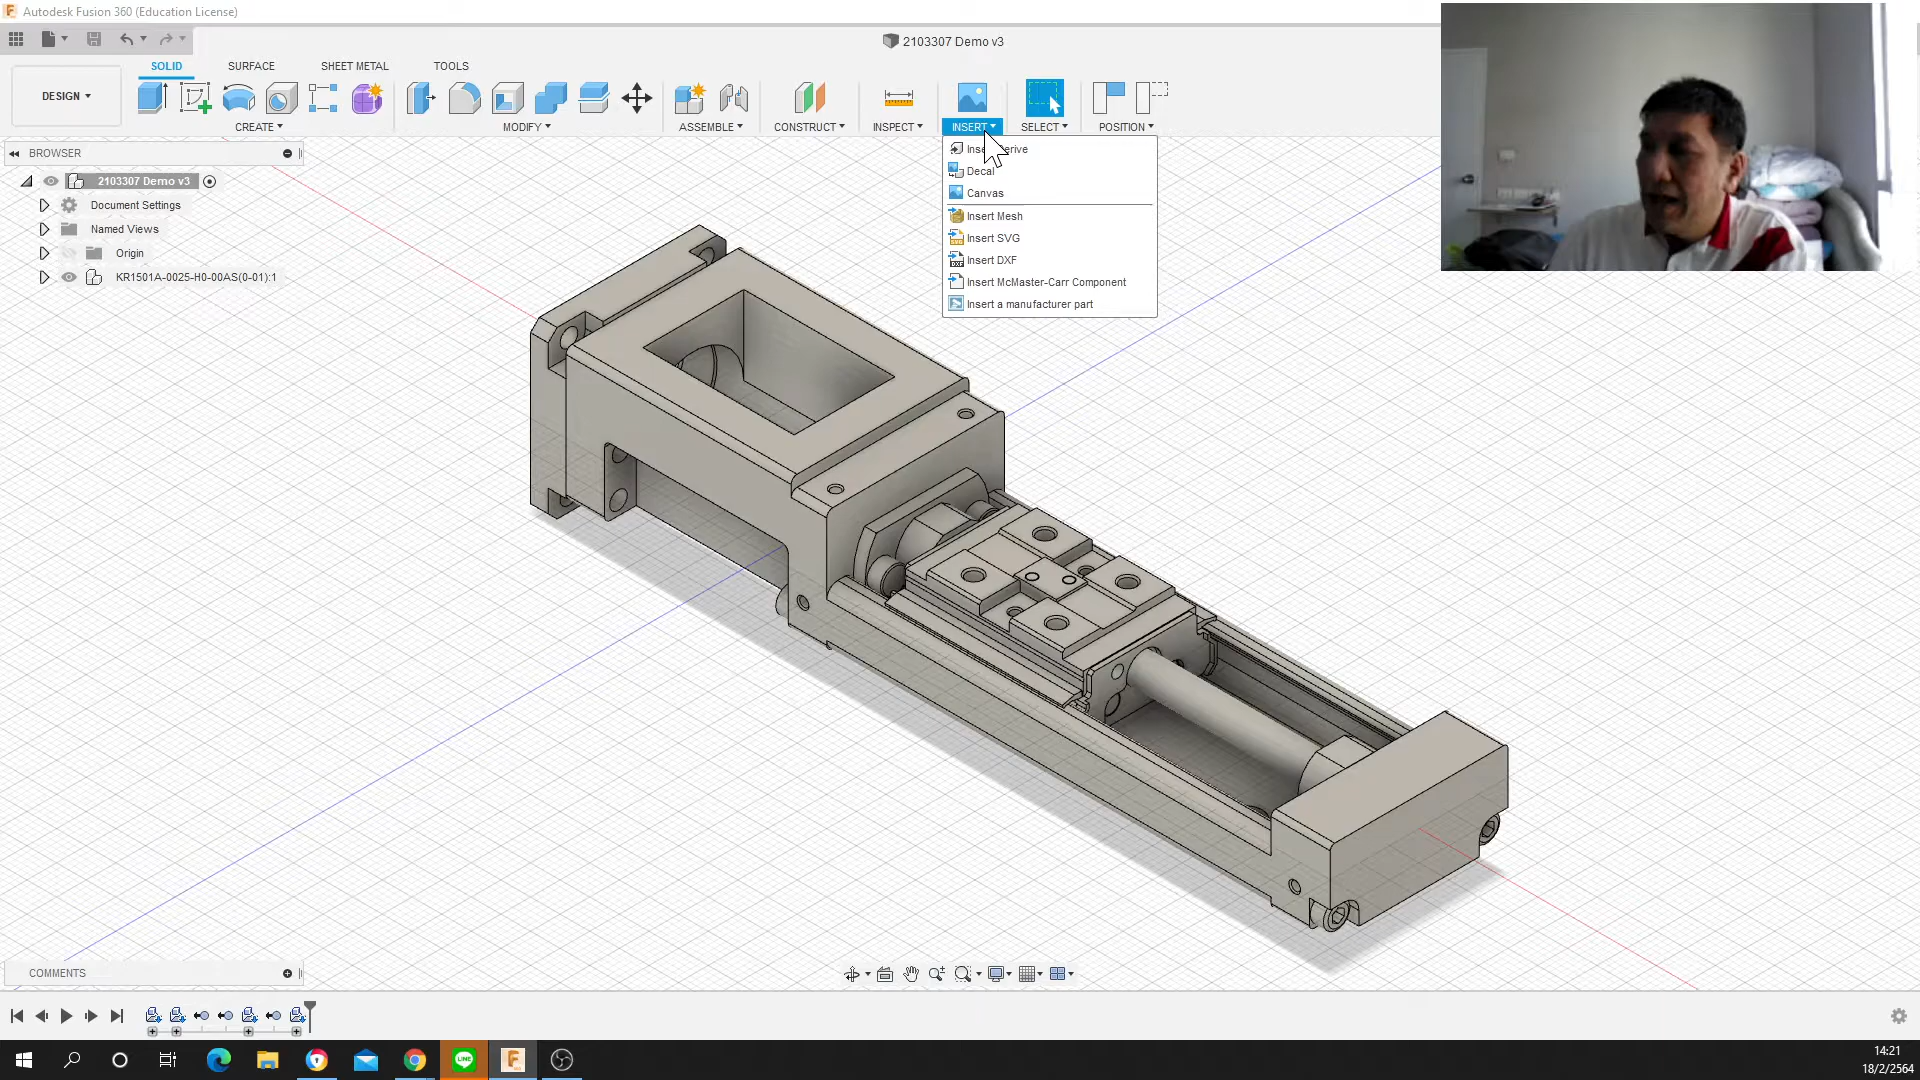 Autodesk Fusion 360 (Education License)
2103307 Demo v3
SOLID
SURFACE
SHEET METAL
TOOLS
DESIGN
CREATE
MODIFY
ASSEMBLE
CONSTRUCT
INSPECT
INSERT
SELECT
POSITION
Decal
Canvas
Insert Mesh
Insert SVG
Insert DXF
Insert McMaster-Carr Component
Insert a manufacturer part
BROWSER
2103307 Demo v3
Document Settings
Named Views
Origin
KR1501A-0025-H0-00AS(0-01):1
COMMENTS
LINE
14:21
18/2/2564